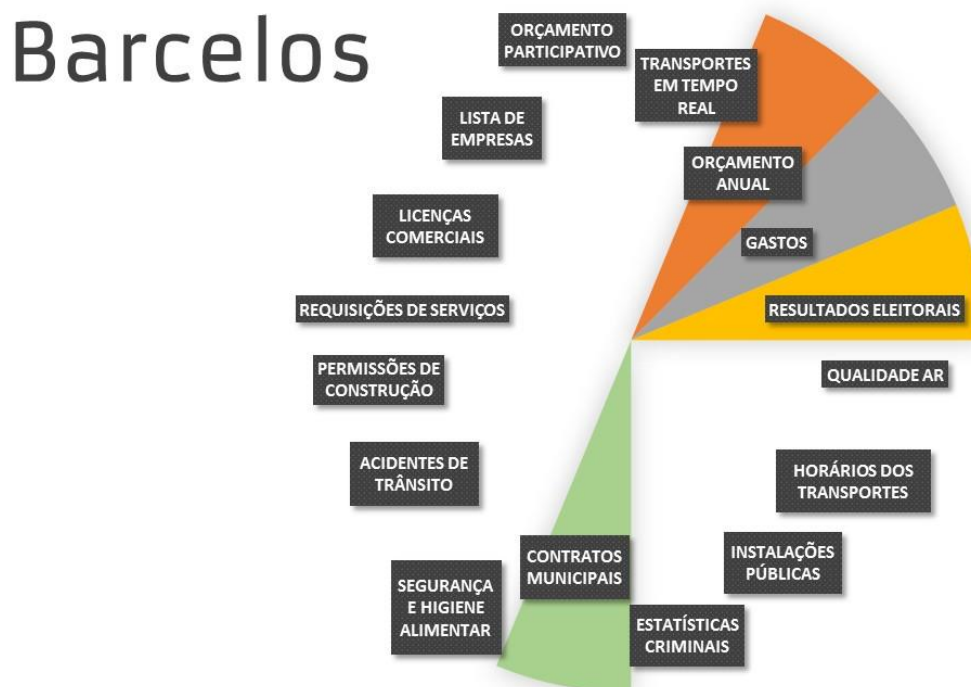 Barcelos
ORÇAMENTO
PARTICIPATIVO
TRANSPORTES
EM TEMPO
REAL
LISTA DE
EMPRESAS
ORÇAMENTO
ANUAL
LICENÇAS
COMERCIAIS
GASTOS
REQUISIÇÕES DE SERVIÇOS
RESULTADOS ELEITORAIS
PERMISSÕES DE
CONSTRUÇÃO
QUALIDADE AR
ACIDENTES DE
TRÂNSITO
HORÁRIOS DOS
TRANSPORTES
CONTRATOS
MUNICIPAIS
INSTALAÇÕES
PÚBLICAS
SEGURANÇA
E HIGIENE
ALIMENTAR
ESTATÍSTICAS
CRIMINAIS